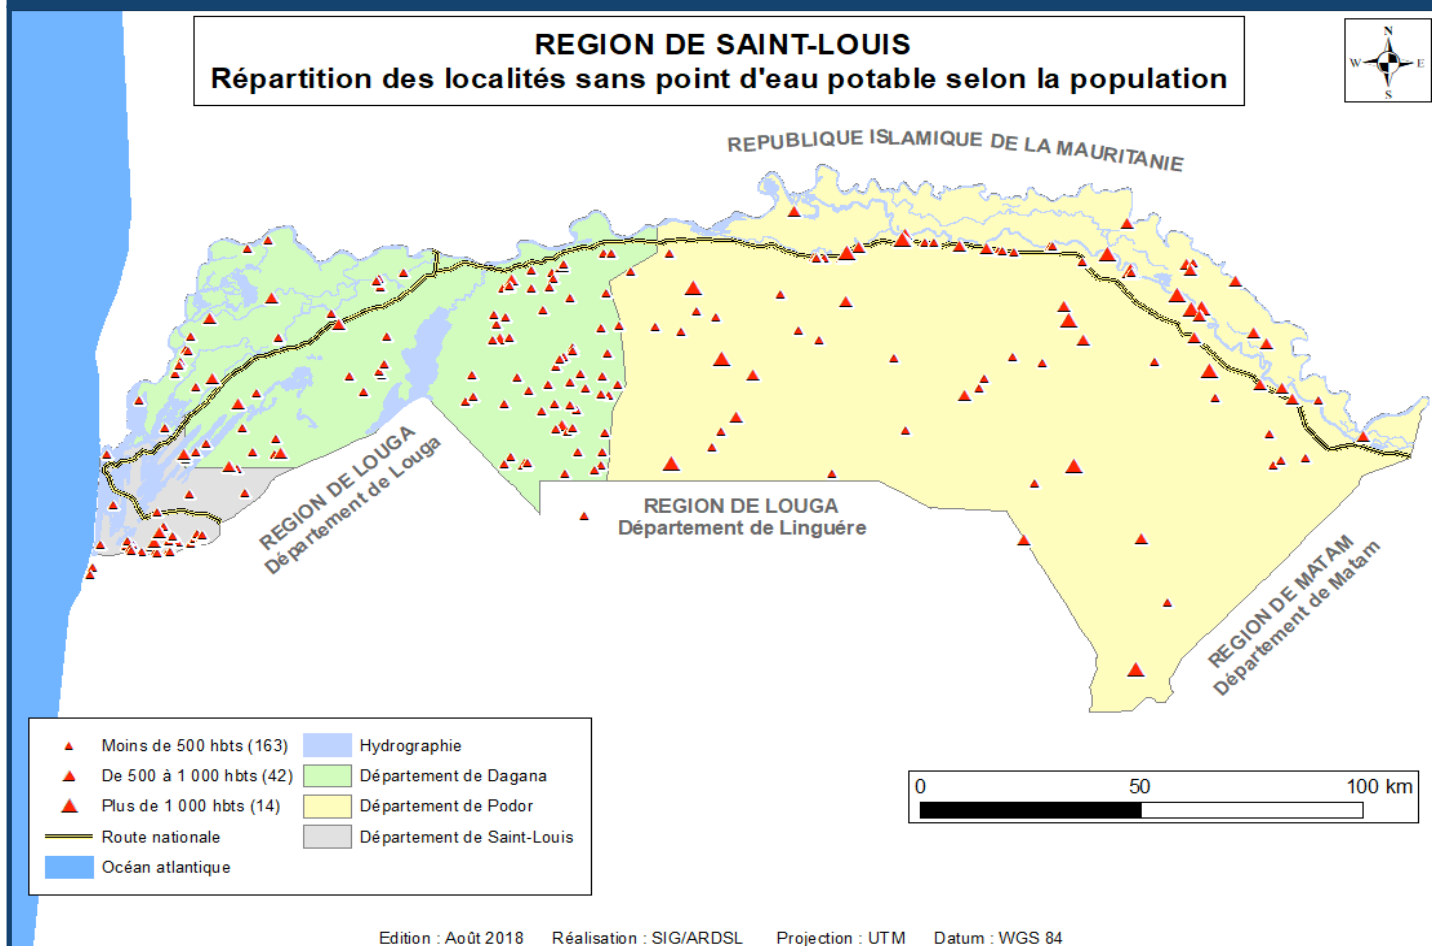 REGION DE SAINT-LOUIS
Répartition des localités sans point d'eau potable selon la population
N
W E
S
REPUBLIQUE ISLAMIQUE DE LA MAURITANIE
REGION DE LOUGA
Département de Louga
REGION DE LOUGA
Département de Linguére
REGION DE MATAM
Département de Matam
Moins de 500 hbts (163)
De 500 à 1 000 hbts (42)
Plus de 1 000 hbts (14)
Route nationale
Océan atlantique
Hydrographie
Département de Dagana
Département de Podor
Département de Saint-Louis
0 50 100 km
Edition : Août 2018 Réalisation : SIG/ARDSL Projection : UTM Datum : WGS 84